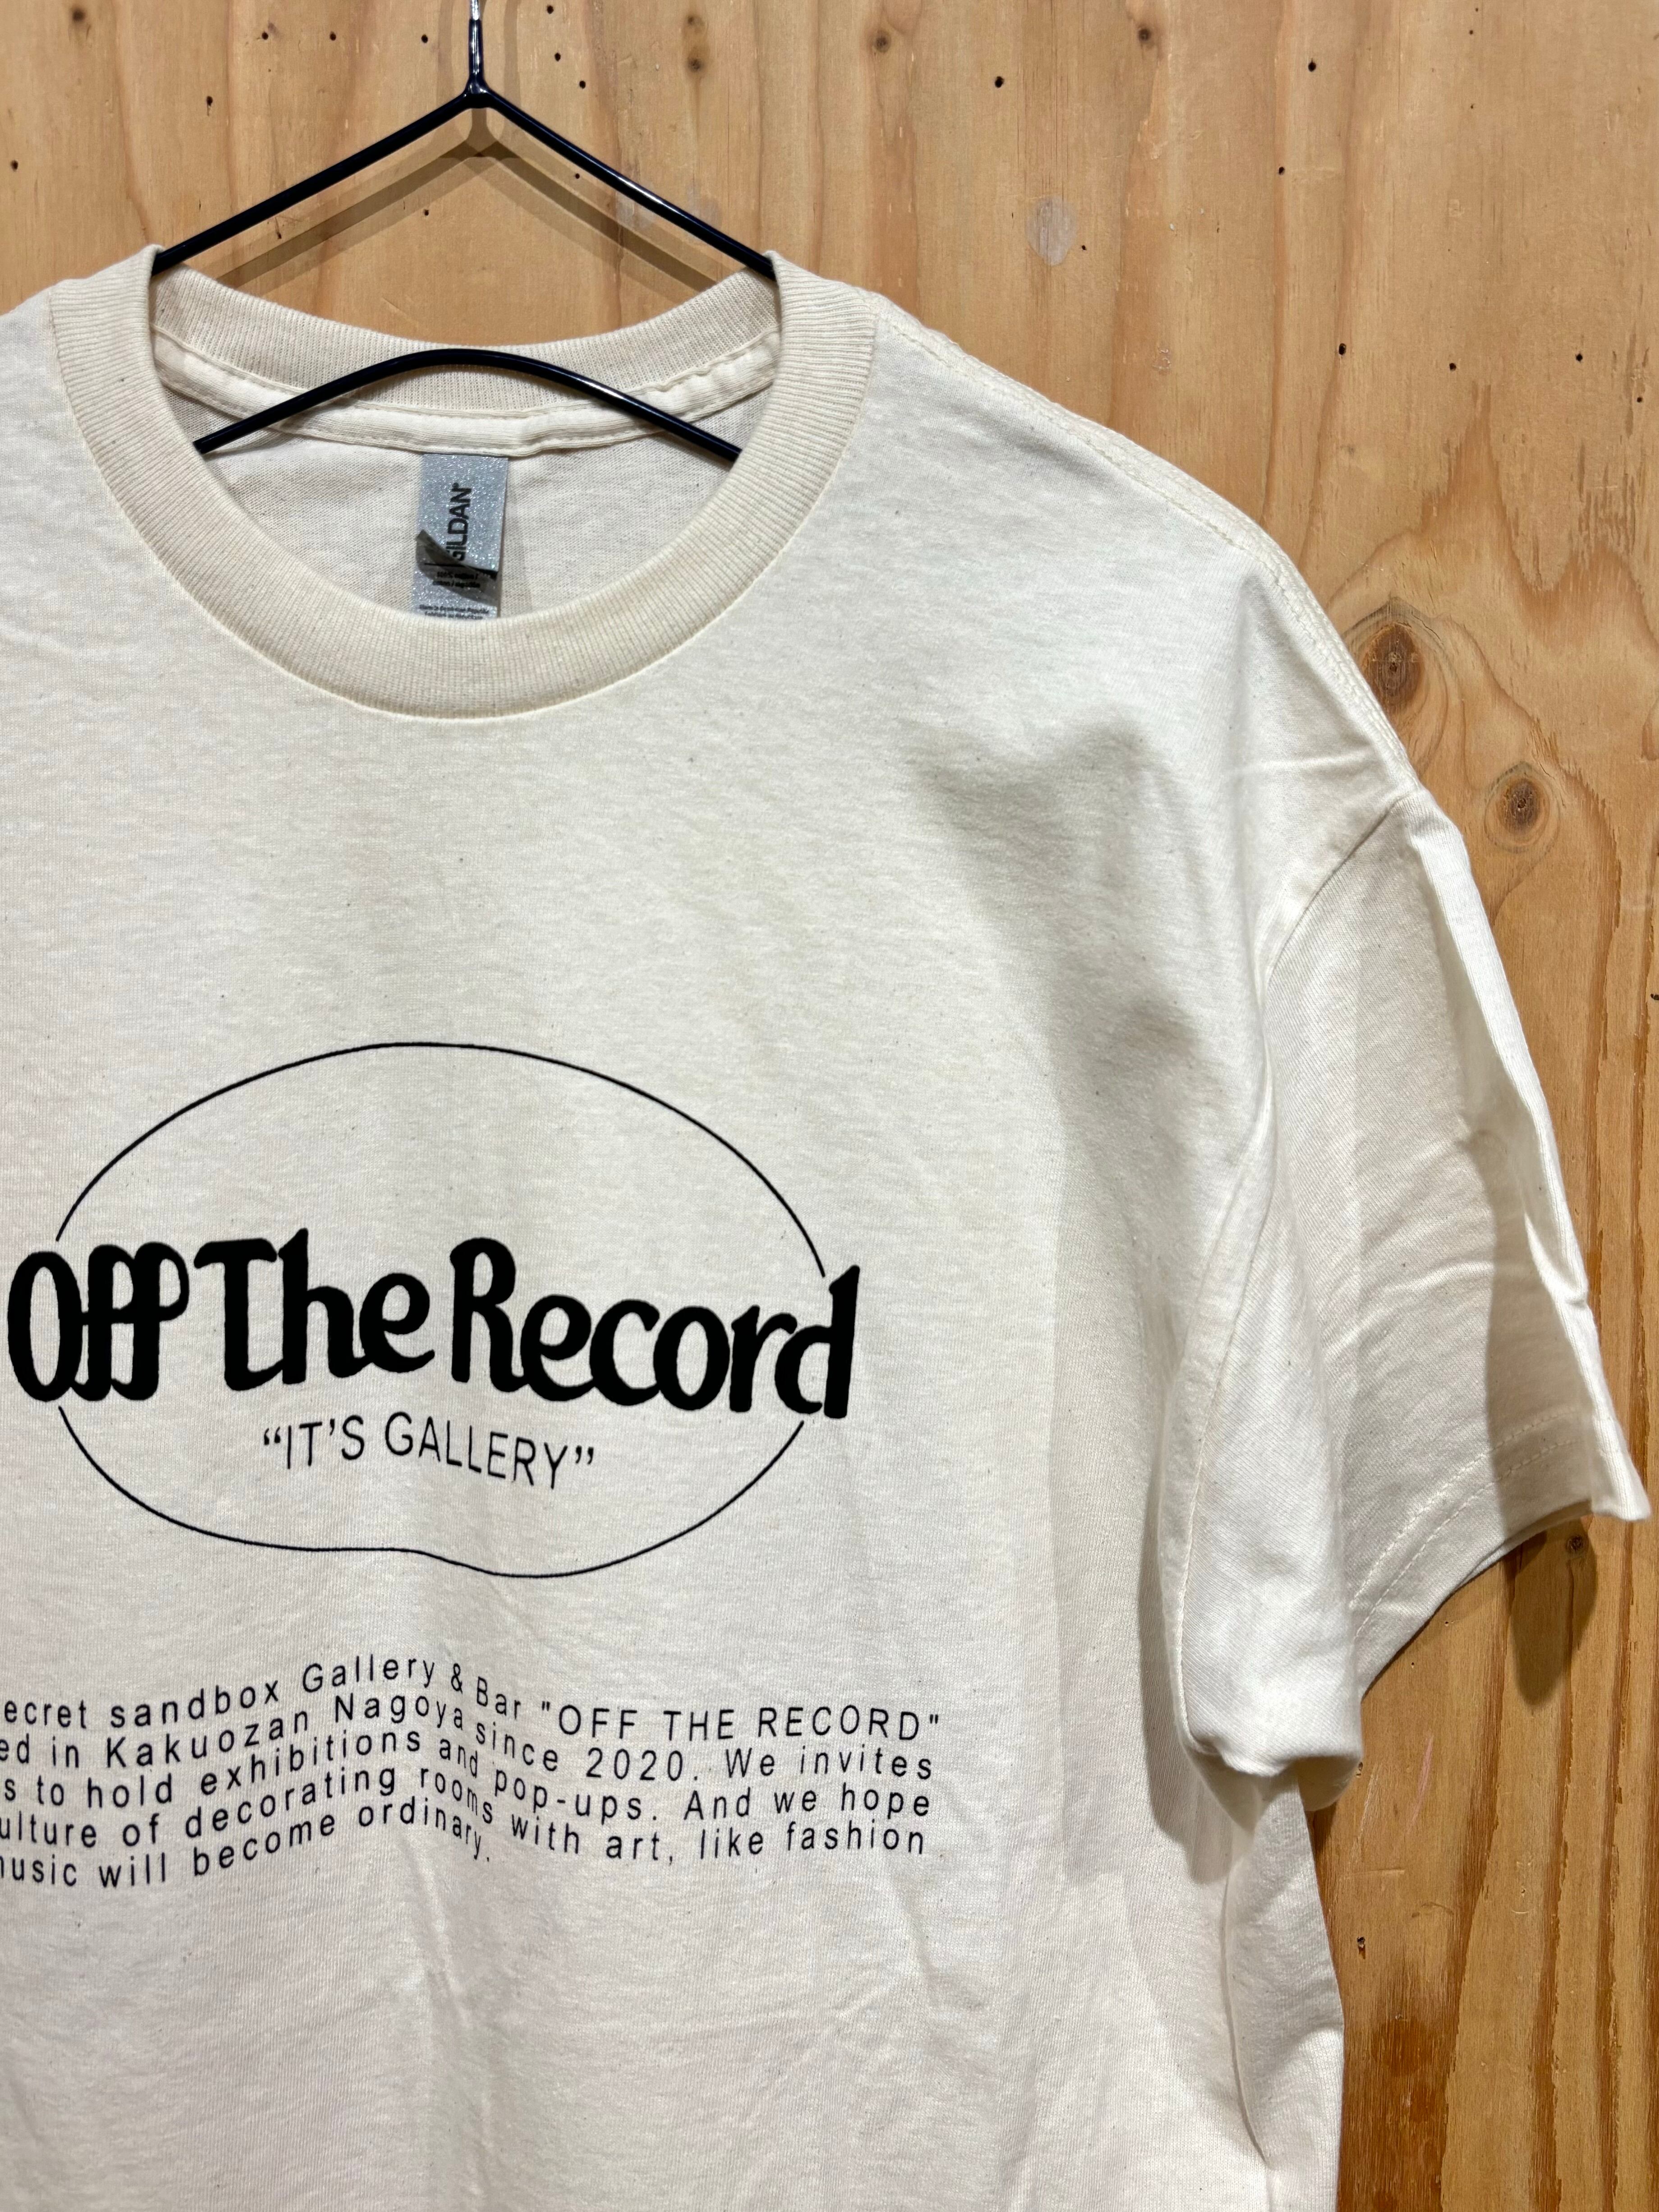 GILDAN
Off The Record
“IT’S GALLERY”
ecret sandbox Gallery & Bar "OFF THE RECORD"
ed in Kakuozan Nagoya since 2020. We invites
s to hold exhibitions and pop-ups. And we hope
ulture of decorating rooms with art, like fashion
music will become ordinary.